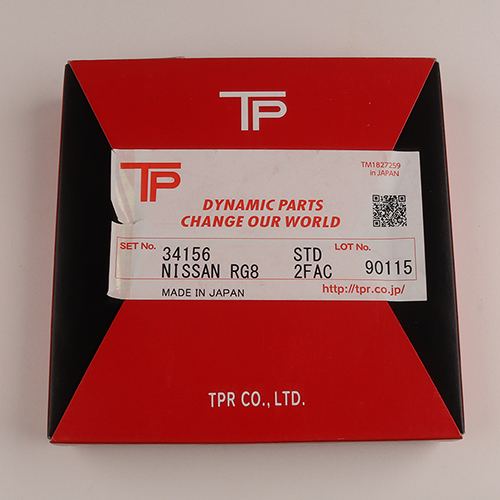 TP
TP
TM1827259
in JAPAN
DYNAMIC PARTS
CHANGE OUR WORLD
SET No. 34156 STD LOT No.
NISSAN RG8 2FAC 90115
MADE IN JAPAN http://tpr.co.jp/
TPR CO., LTD.